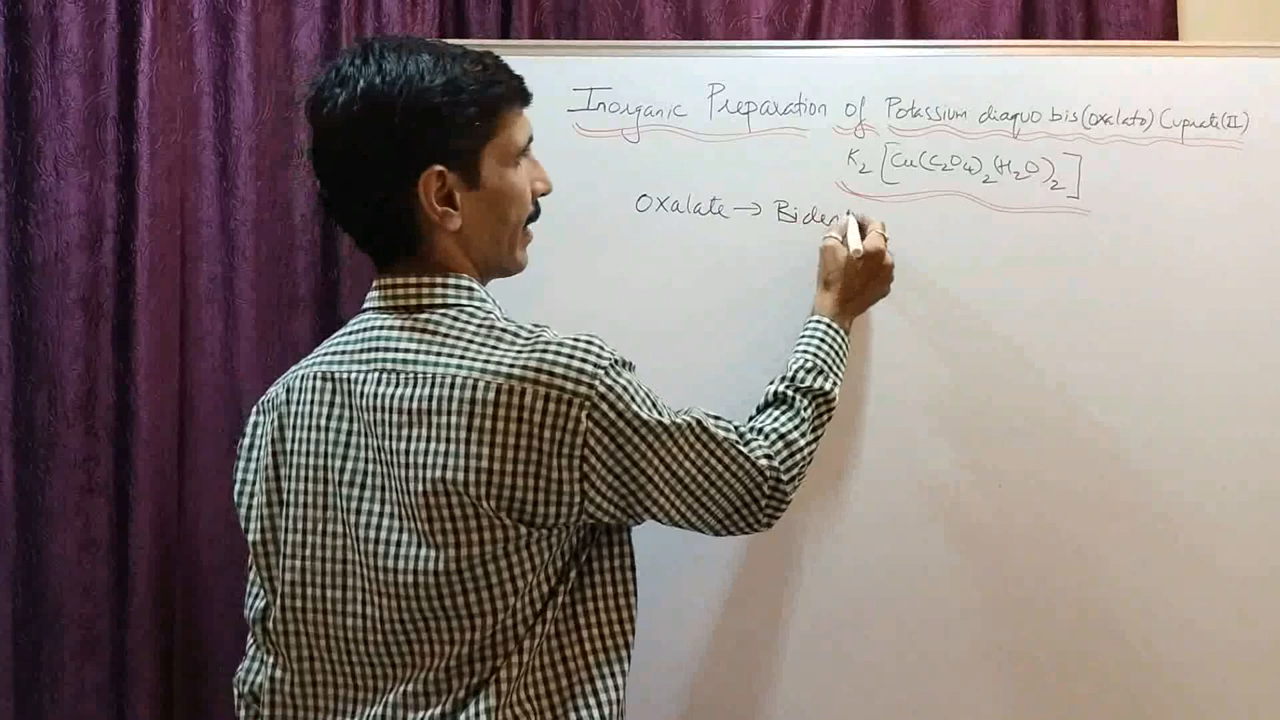 Inorganic Preparation of Potassium diaquo bis(oxalato) Cuprate(II)
K2[Cu(C2O4)2(H2O)2]
Oxalate → Biden